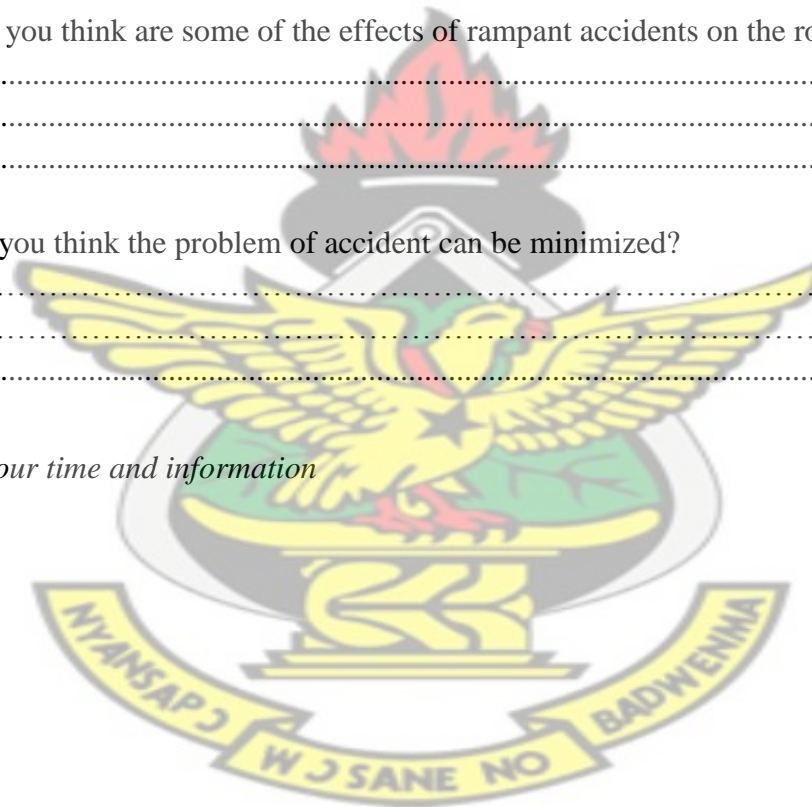 you think are some of the effects of rampant accidents on the
................................................................................
................................................................................
................................................................................
you think the problem of accident can be minimized?
................................................................................
................................................................................
................................................................................
our time and information
NYANSAPƆ
WƆSANE NO
BADWENMA